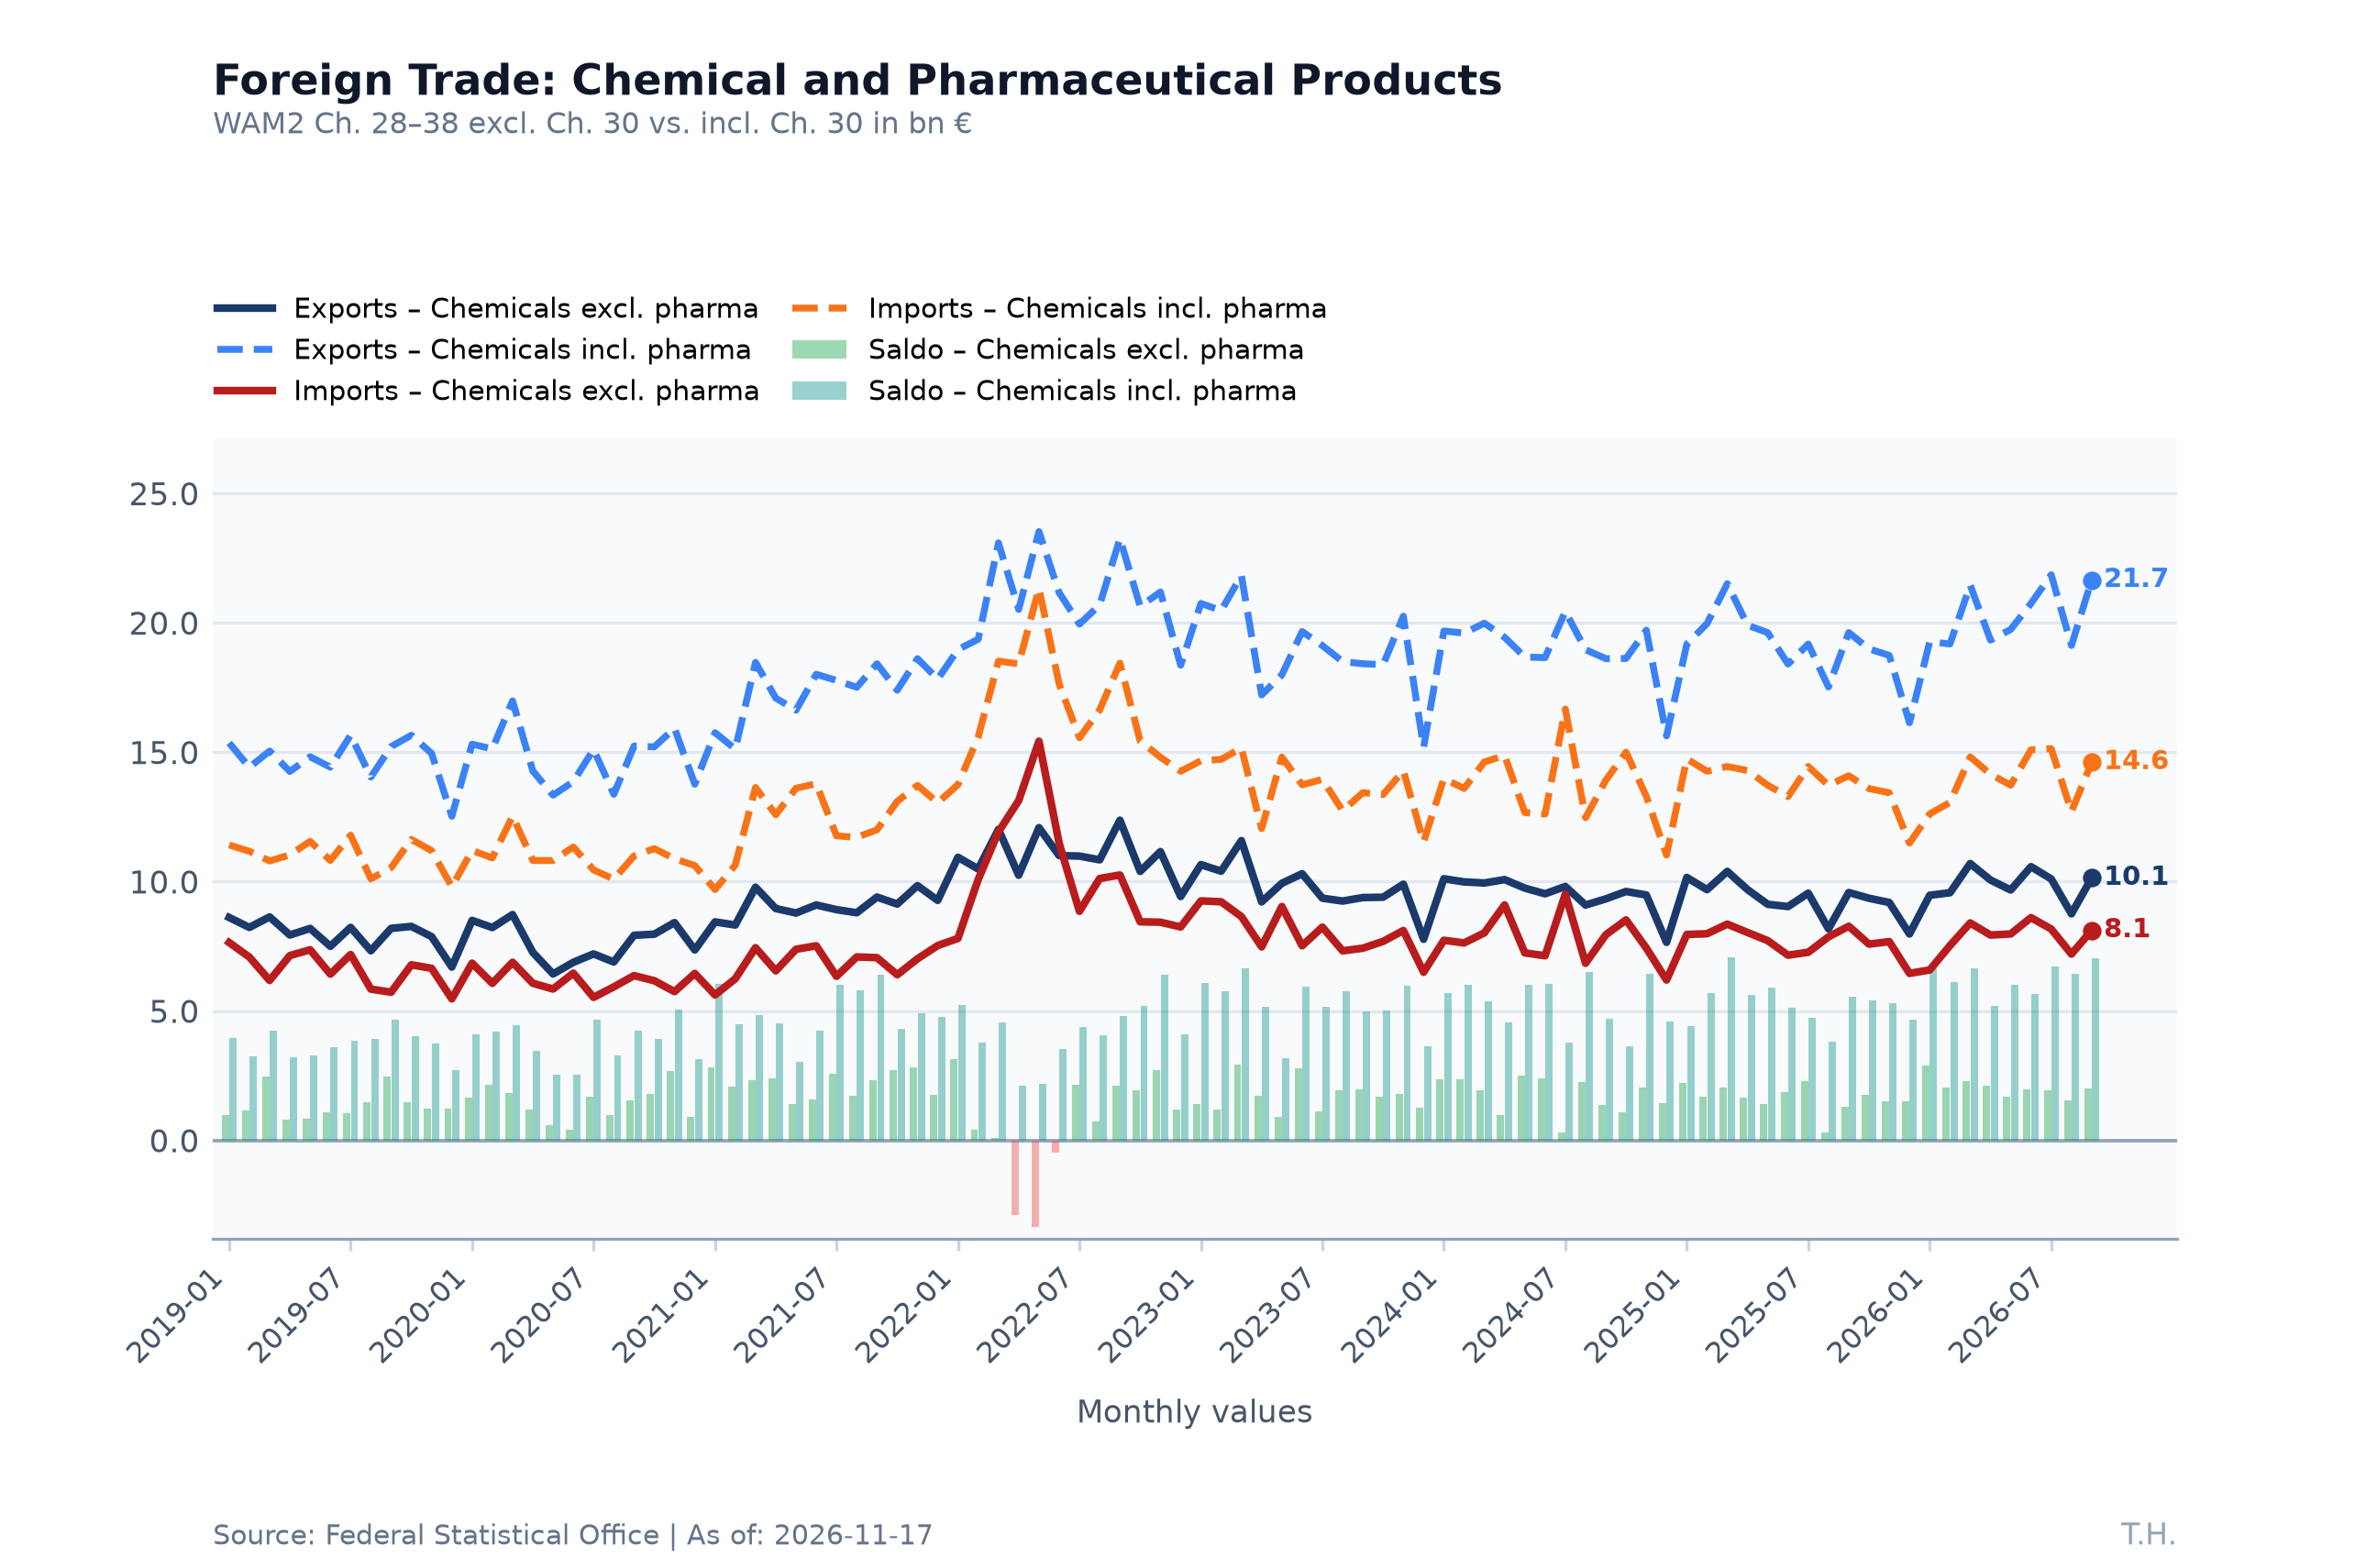 Foreign Trade: Chemical and Pharmaceutical Products
WAM2 Ch. 28–38 excl. Ch. 30 vs. incl. Ch. 30 in bn €
Exports – Chemicals excl. pharma
Exports – Chemicals incl. pharma
Imports – Chemicals excl. pharma
Imports – Chemicals incl. pharma
Saldo – Chemicals excl. pharma
Saldo – Chemicals incl. pharma
25.0
20.0
15.0
10.0
5.0
0.0
21.7
14.6
10.1
8.1
2019-01
2019-07
2020-01
2020-07
2021-01
2021-07
2022-01
2022-07
2023-01
2023-07
2024-01
2024-07
2025-01
2025-07
2026-01
2026-07
Monthly values
Source: Federal Statistical Office | As of: 2026-11-17
T.H.